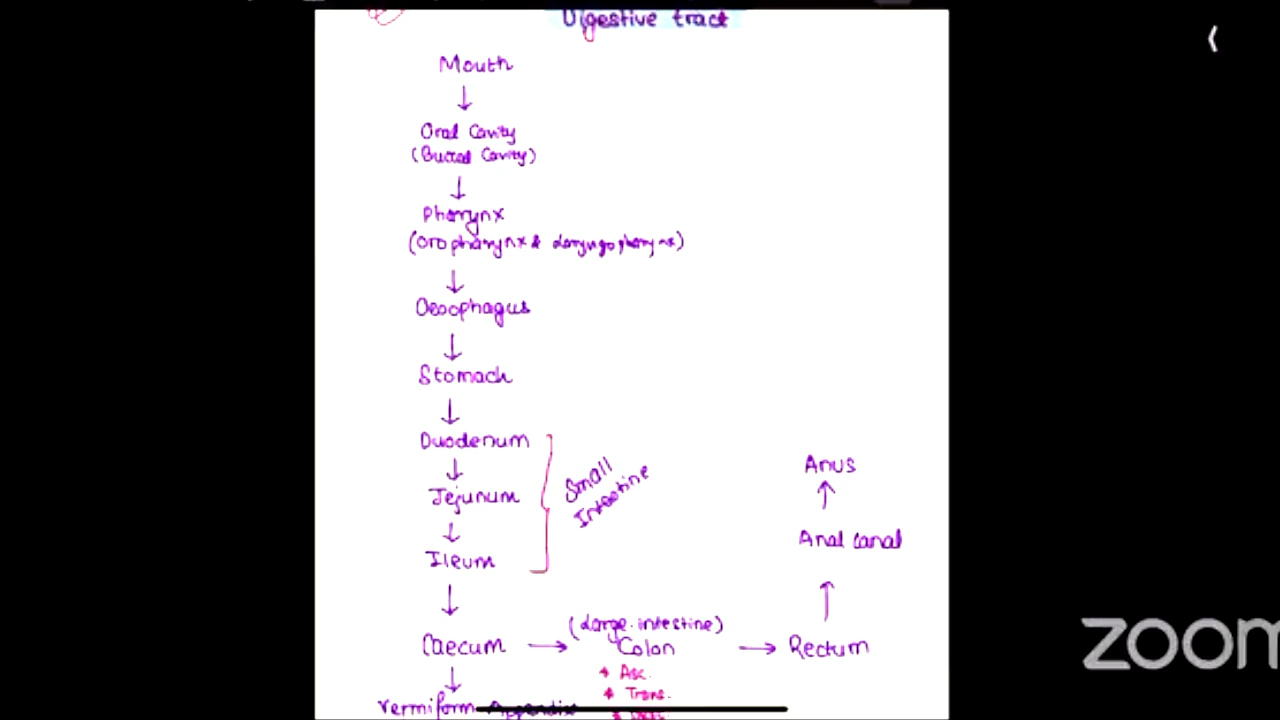 Digestive tract
Mouth
↓
Oral Cavity
(Buccal Cavity)
↓
Pharynx
(Oropharynx & Laryngopharynx)
↓
Oesophagus
↓
Stomach
↓
Duodenum
↓
Jejunum
↓
Ileum
Small
Intestine
↓
Caecum → (Large intestine)
Colon → Rectum
↑
Anal canal
↑
Anus
* Asc.
* Trans.
↓
Vermiform Appendix
zoom